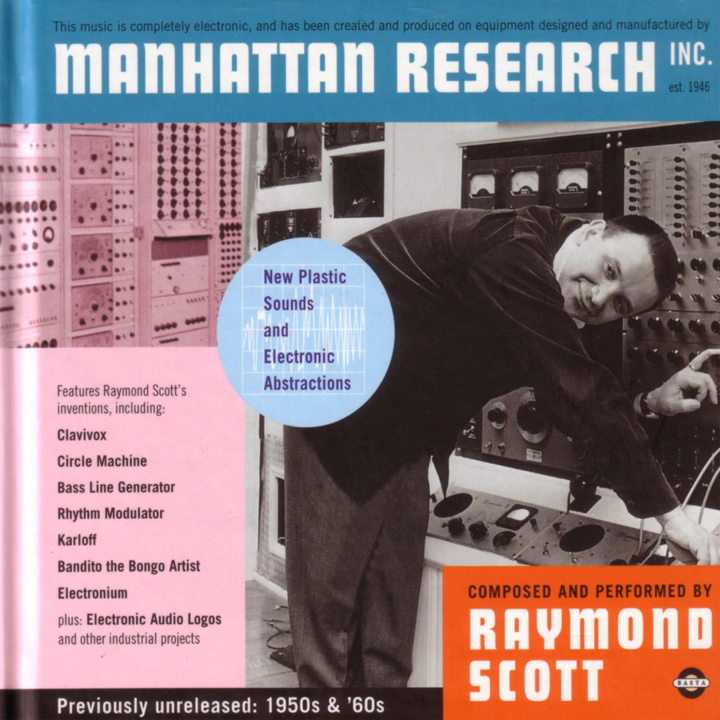 This music is completely electronic, and has been created and produced on equipment designed and manufactured by
MANHATTAN RESEARCH INC.
est. 1946
New Plastic
Sounds
and
Electronic
Abstractions
Features Raymond Scott's
inventions, including:
Clavivox
Circle Machine
Bass Line Generator
Rhythm Modulator
Karloff
Bandito the Bongo Artist
Electronium
plus: Electronic Audio Logos
and other industrial projects
COMPOSED AND PERFORMED BY
RAYMOND
SCOTT
BASTA
Previously unreleased: 1950s & '60s